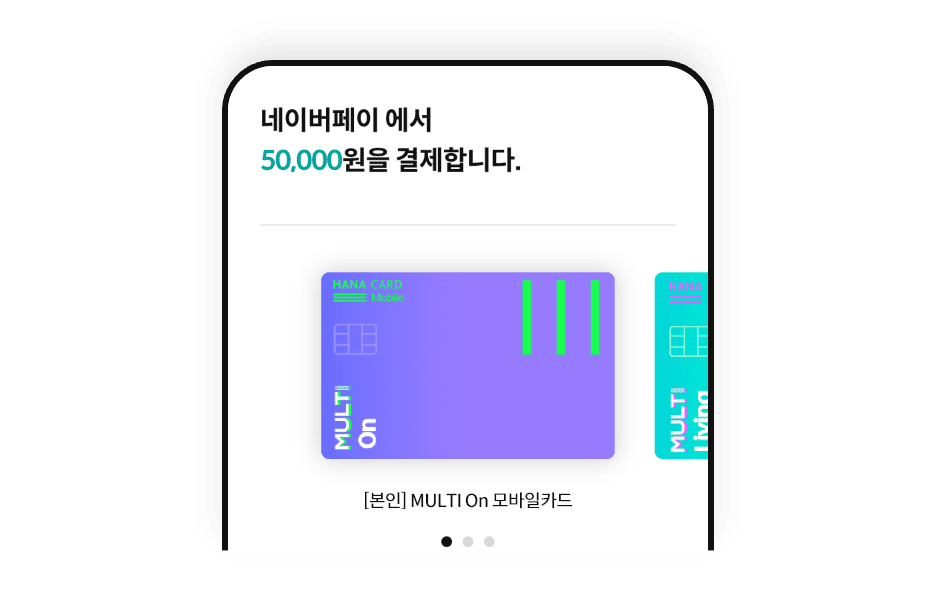 네이버페이 에서
50,000원을 결제합니다.
HANA CARD
Mobile
MULTI
On
HANA
MULTI
Living
[본인] MULTI On 모바일카드